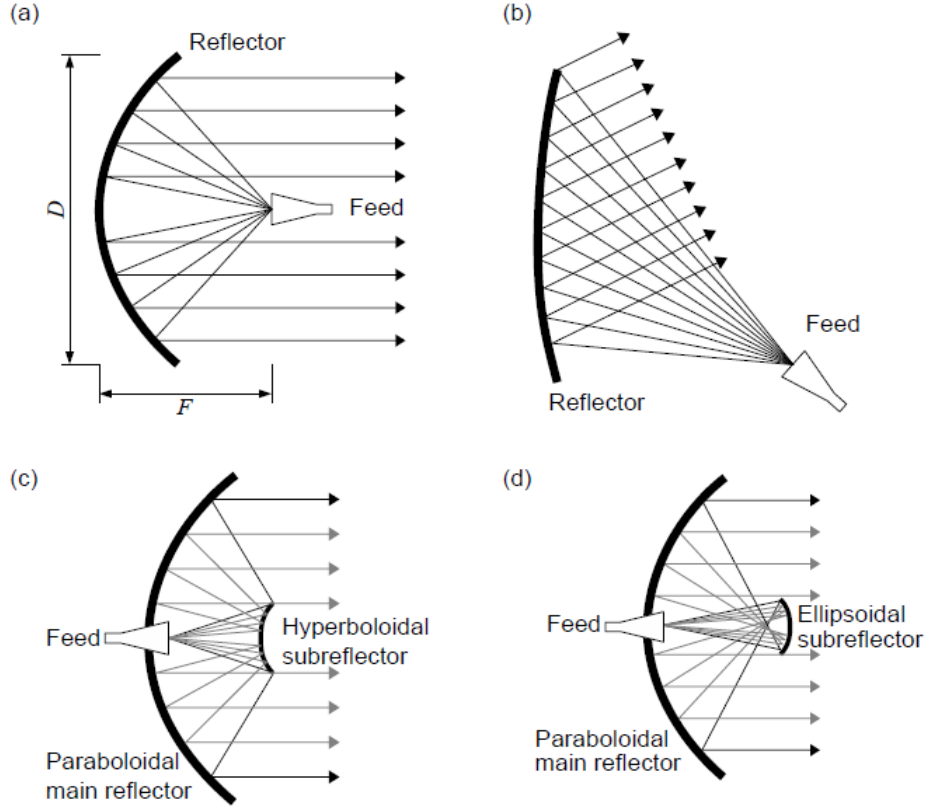 (a)
Reflector
D
Feed
F
(b)
Feed
Reflector
(c)
Feed
Hyperboloidal
subreflector
Paraboloidal
main reflector
(d)
Feed
Ellipsoidal
subreflector
Paraboloidal
main reflector